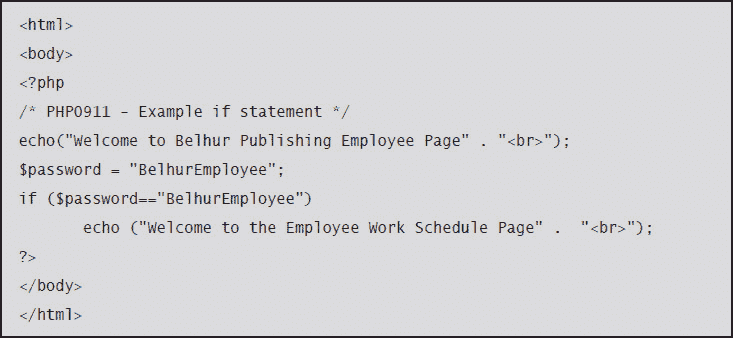 <html>
<body>
<?php
/* PHP0911 - Example if statement */
echo("Welcome to Belhur Publishing Employee Page" . "<br>");
$password = "BelhurEmployee";
if ($password=="BelhurEmployee")
echo ("Welcome to the Employee Work Schedule Page" . "<br>");
?>
</body>
</html>